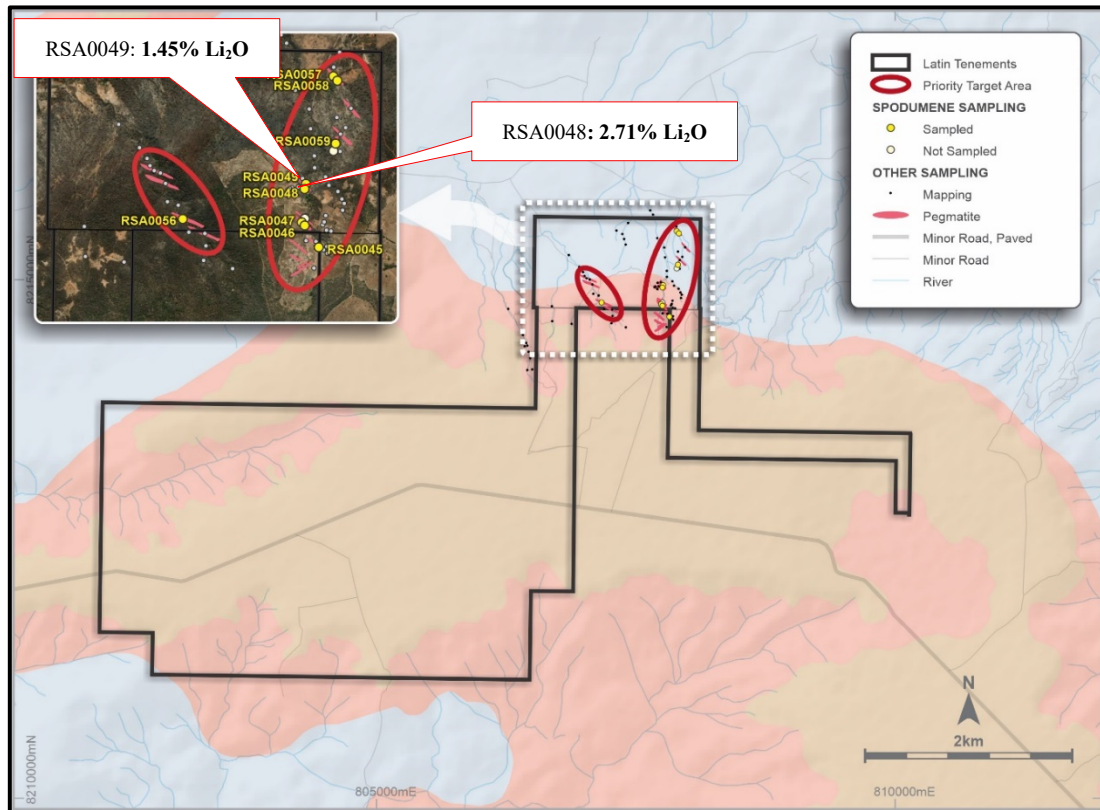 RSA0049: 1.45% Li₂O
RSA0048: 2.71% Li₂O
RSA0057
RSA0058
RSA0059
RSA0049
RSA0048
RSA0056
RSA0047
RSA0046
RSA0045
Latin Tenements
Priority Target Area
SPODUMENE SAMPLING
Sampled
Not Sampled
OTHER SAMPLING
Mapping
Pegmatite
Minor Road, Paved
Minor Road
River
8215000mN
8210000mN
805000mE
810000mE
N
2km